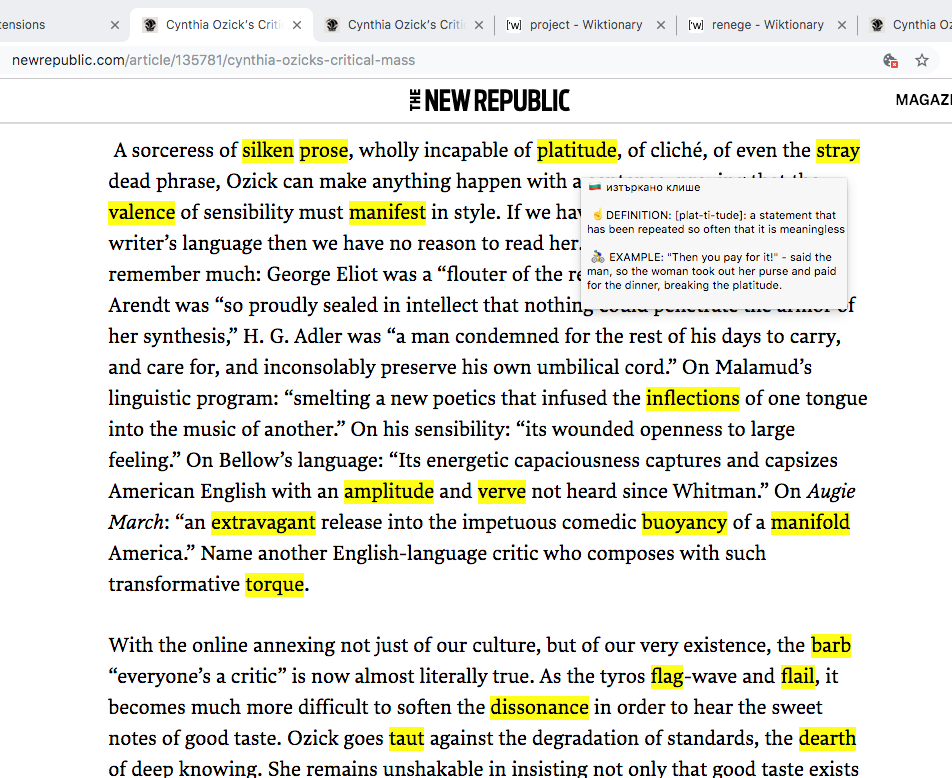 tensions
Cynthia Ozick's Criti
Cynthia Ozick's Critic
['w] project - Wiktionary
['w] renege - Wiktionary
Cynthia Oz
newrepublic.com/article/135781/cynthia-ozicks-critical-mass
THE NEW REPUBLIC
MAGAZI
A sorceress of silken prose, wholly incapable of platitude, of cliché, of even the stray
dead phrase, Ozick can make anything happen with a
valence of sensibility must manifest in style. If we hav
writer's language then we have no reason to read her.
remember much: George Eliot was a “flouter of the re
Arendt was “so proudly sealed in intellect that nothing could penetrate the armor of
her synthesis,” H. G. Adler was “a man condemned for the rest of his days to carry,
and care for, and inconsolably preserve his own umbilical cord.” On Malamud's
linguistic program: “smelting a new poetics that infused the inflections of one tongue
into the music of another.” On his sensibility: “its wounded openness to large
feeling.” On Bellow's language: “Its energetic capaciousness captures and capsizes
American English with an amplitude and verve not heard since Whitman.” On Augie
March: “an extravagant release into the impetuous comedic buoyancy of a manifold
America.” Name another English-language critic who composes with such
transformative torque.
изтъркано клише
DEFINITION: [plat-ti-tude]: a statement that
has been repeated so often that it is meaningless
EXAMPLE: "Then you pay for it!" - said the
man, so the woman took out her purse and paid
for the dinner, breaking the platitude.
With the online annexing not just of our culture, but of our very existence, the barb
“everyone's a critic” is now almost literally true. As the tyros flag-wave and flail, it
becomes much more difficult to soften the dissonance in order to hear the sweet
notes of good taste. Ozick goes taut against the degradation of standards, the dearth
of deep knowing. She remains unshakable in insisting not only that good taste exists